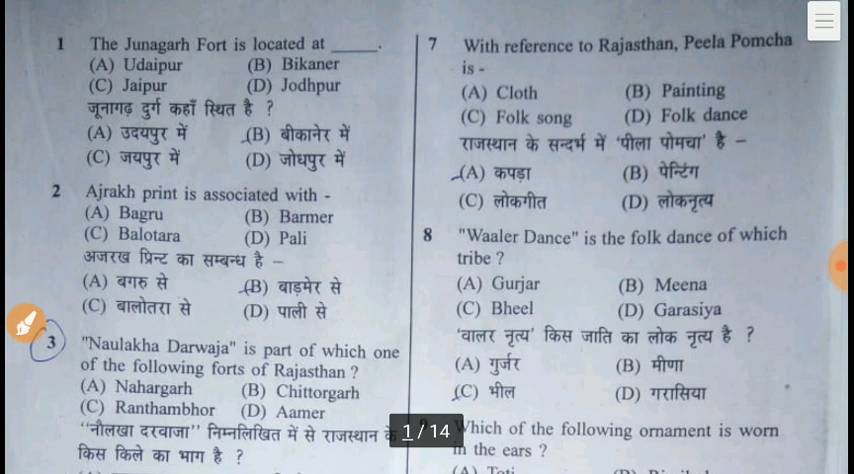 1 The Junagarh Fort is located at ______.
(A) Udaipur (B) Bikaner
(C) Jaipur (D) Jodhpur
जूनागढ़ दुर्ग कहाँ स्थित है ?
(A) उदयपुर में (B) बीकानेर में
(C) जयपुर में (D) जोधपुर में
2 Ajrakh print is associated with -
(A) Bagru (B) Barmer
(C) Balotara (D) Pali
अजरख प्रिन्ट का सम्बन्ध है –
(A) बगरु से (B) बाड़मेर से
(C) बालोतरा से (D) पाली से
3 "Naulakha Darwaja" is part of which one
of the following forts of Rajasthan ?
(A) Nahargarh (B) Chittorgarh
(C) Ranthambhor (D) Aamer
“नौलखा दरवाजा” निम्नलिखित में से राजस्थान के
किस किले का भाग है ?
7 With reference to Rajasthan, Peela Pomcha
is -
(A) Cloth (B) Painting
(C) Folk song (D) Folk dance
राजस्थान के सन्दर्भ में ‘पीला पोमचा’ है –
(A) कपड़ा (B) पेन्टिंग
(C) लोकगीत (D) लोकनृत्य
8 "Waaler Dance" is the folk dance of which
tribe ?
(A) Gurjar (B) Meena
(C) Bheel (D) Garasiya
‘वालर नृत्य’ किस जाति का लोक नृत्य है ?
(A) गुर्जर (B) मीणा
(C) भील (D) गरासिया
Which of the following ornament is worn
in the ears ?
(A) Toti
1 / 14